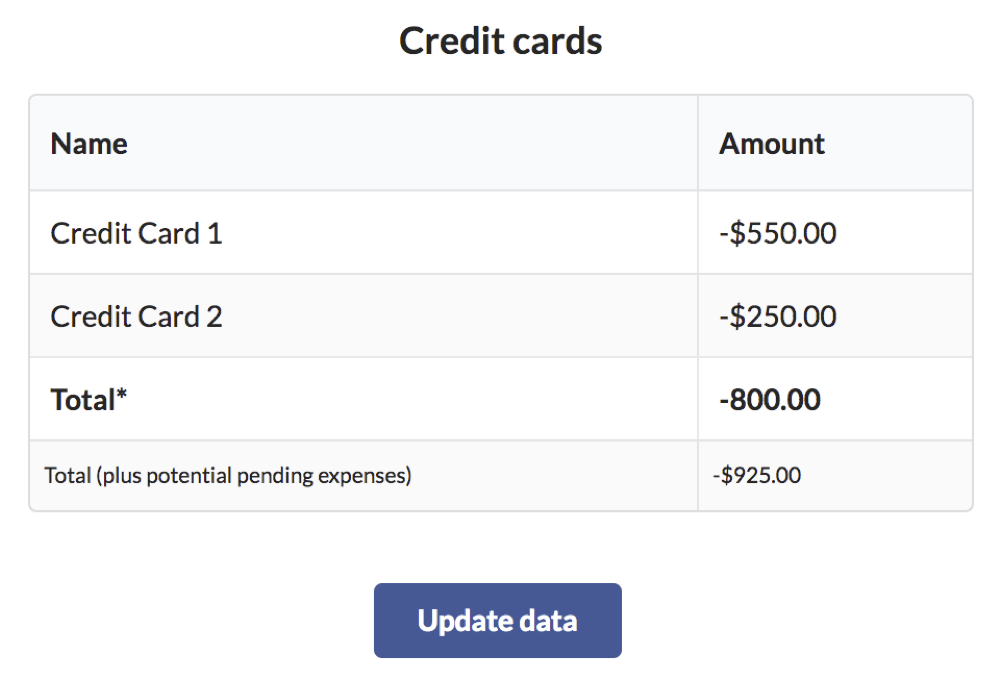 Credit cards
Name Amount
Credit Card 1 -$550.00
Credit Card 2 -$250.00
Total* -800.00
Total (plus potential pending expenses) -$925.00
Update data